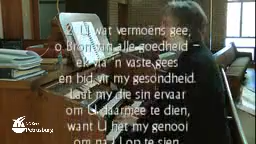 2. U wat vermoëns gee,
o Bron van alle goedheid –
ek vra 'n vaste gees
en bid vir my gesondheid.
Laat my die sin ervaar
om U daarmee te dien,
want U het my genooi
om na U op te sien
Petrusburg